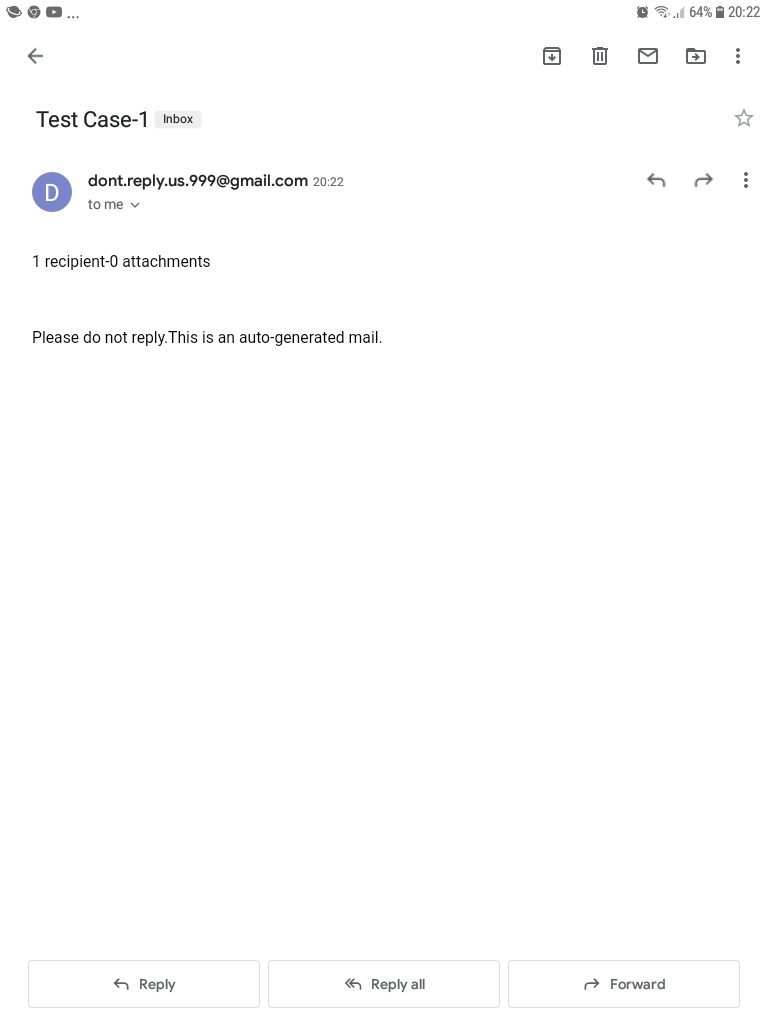 ... 64% 20:22
Test Case-1 Inbox
D dont.reply.us.999@gmail.com 20:22
to me
1 recipient-0 attachments
Please do not reply.This is an auto-generated mail.
Reply Reply all Forward